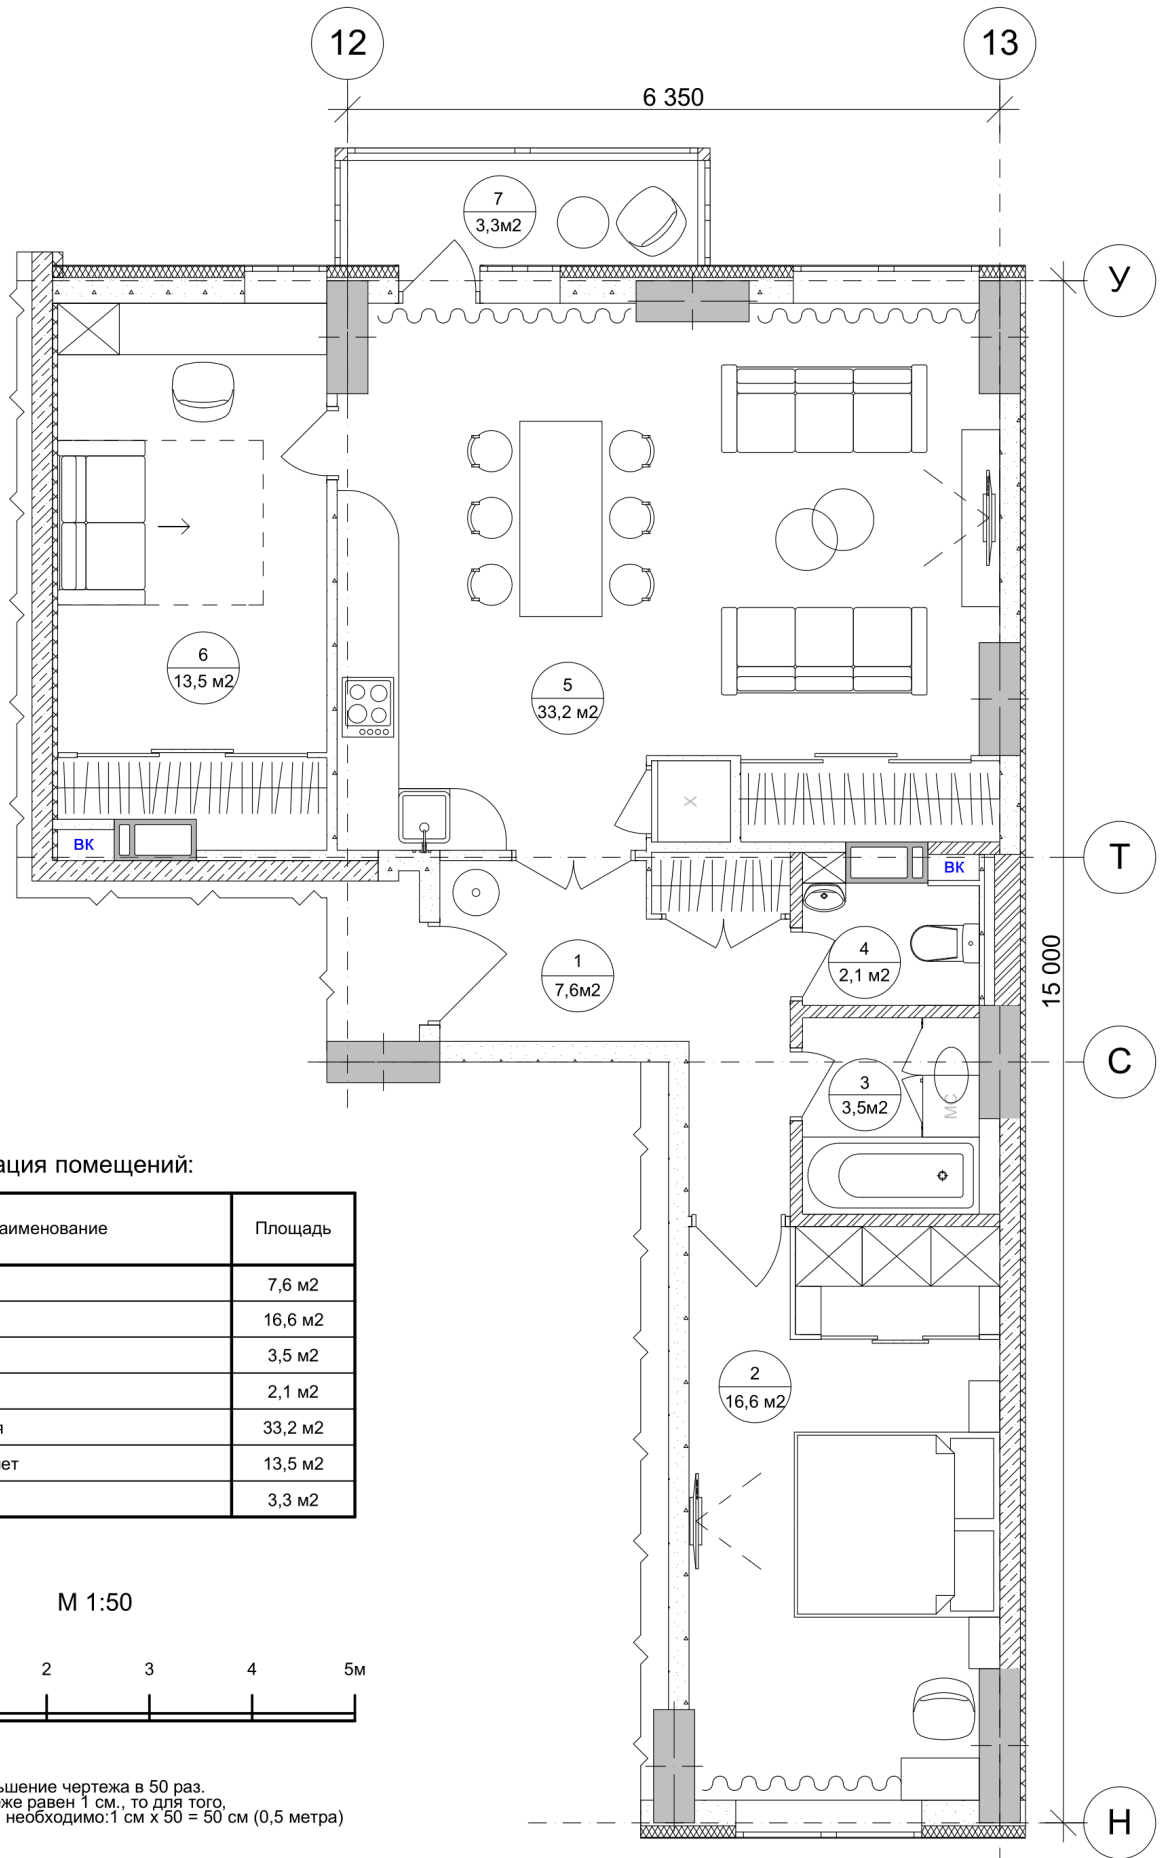 12
13
6 350
7
3,3м2
У
6
13,5 м2
5
33,2 м2
Х
ВК
ВК
Т
1
7,6м2
4
2,1 м2
15 000
С
3
3,5м2
МС
ация помещений:
аименование Площадь
7,6 м2
16,6 м2
3,5 м2
2,1 м2
я 33,2 м2
ет 13,5 м2
3,3 м2
2
16,6 м2
М 1:50
2 3 4 5м
ьшение чертежа в 50 раз.
еже равен 1 см., то для того,
необходимо:1 см х 50 = 50 см (0,5 метра)
Н